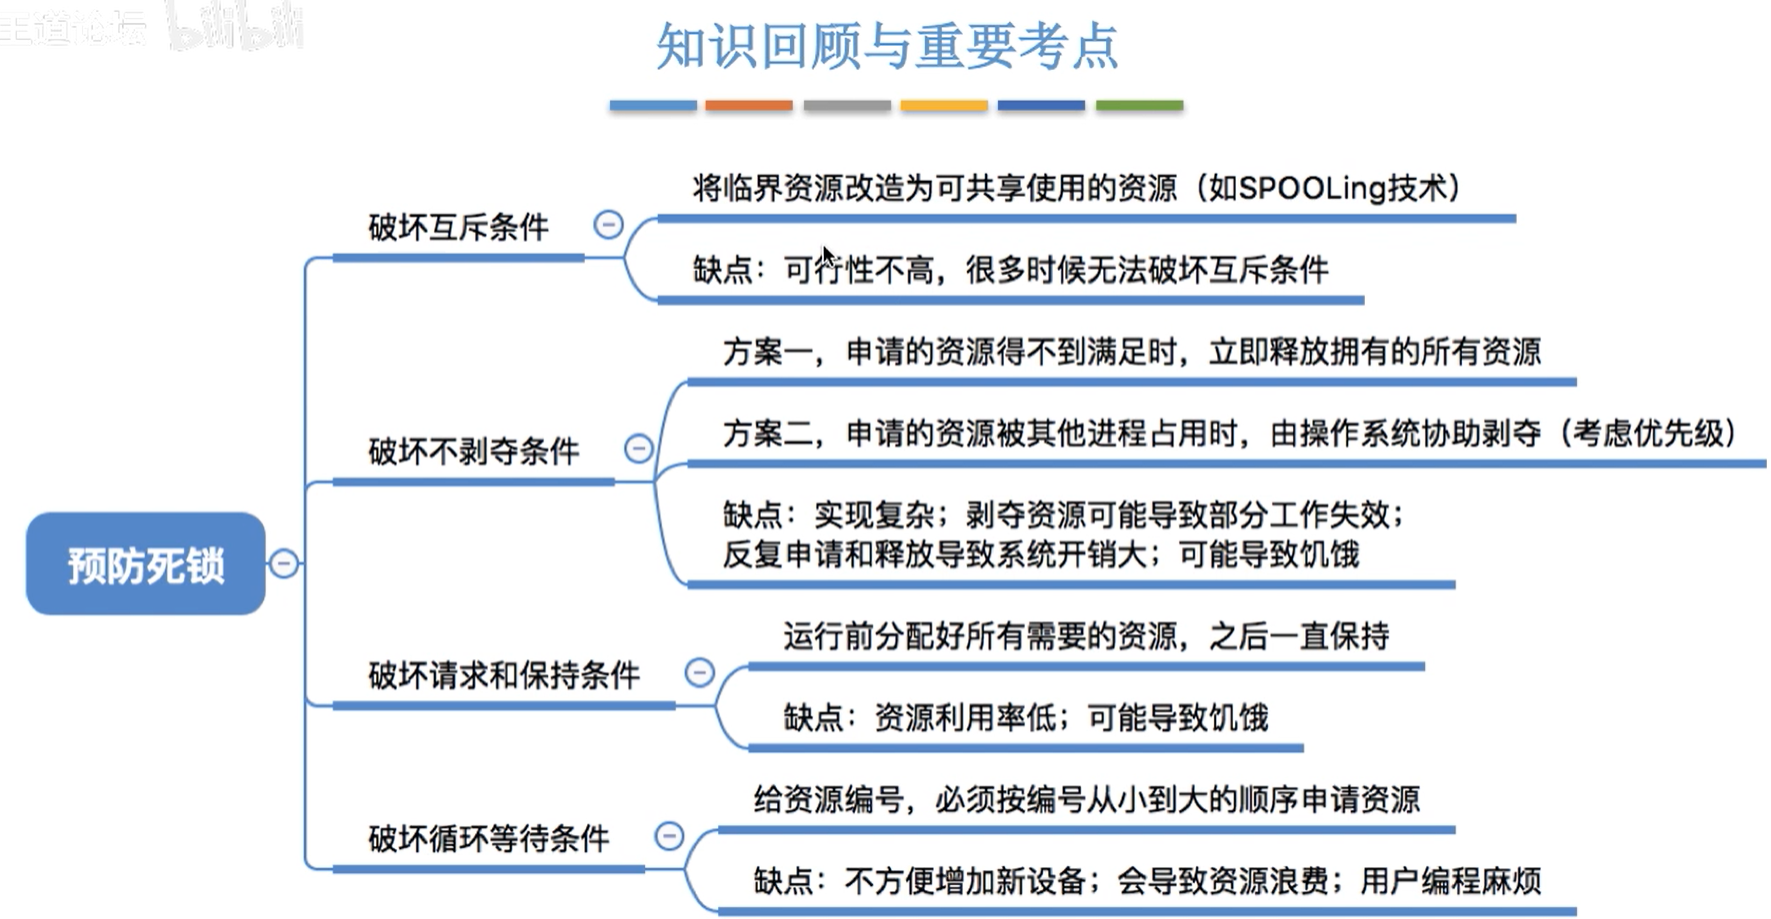 王道论坛 bilibili
知识回顾与重要考点
将临界资源改造为可共享使用的资源（如SPOOLing技术）
破坏互斥条件
缺点：可行性不高，很多时候无法破坏互斥条件
方案一，申请的资源得不到满足时，立即释放拥有的所有资源
方案二，申请的资源被其他进程占用时，由操作系统协助剥夺（考虑优先级）
破坏不剥夺条件
缺点：实现复杂；剥夺资源可能导致部分工作失效；
反复申请和释放导致系统开销大；可能导致饥饿
预防死锁
运行前分配好所有需要的资源，之后一直保持
破坏请求和保持条件
缺点：资源利用率低；可能导致饥饿
给资源编号，必须按编号从小到大的顺序申请资源
破坏循环等待条件
缺点：不方便增加新设备；会导致资源浪费；用户编程麻烦